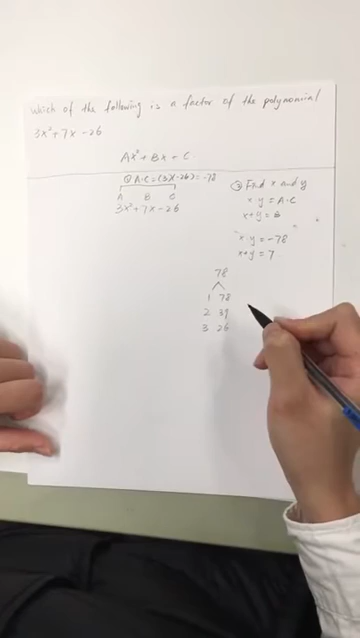 Which of the following is a factor of the polynomial
3x²+7x-26
Ax²+Bx+C
① A·C=(3)(-26)=-78
A B C
3x²+7x-26
② Find x and y
x·y=A·C
x+y=B
x·y=-78
x+y=7
78
1 78
2 39
3 26